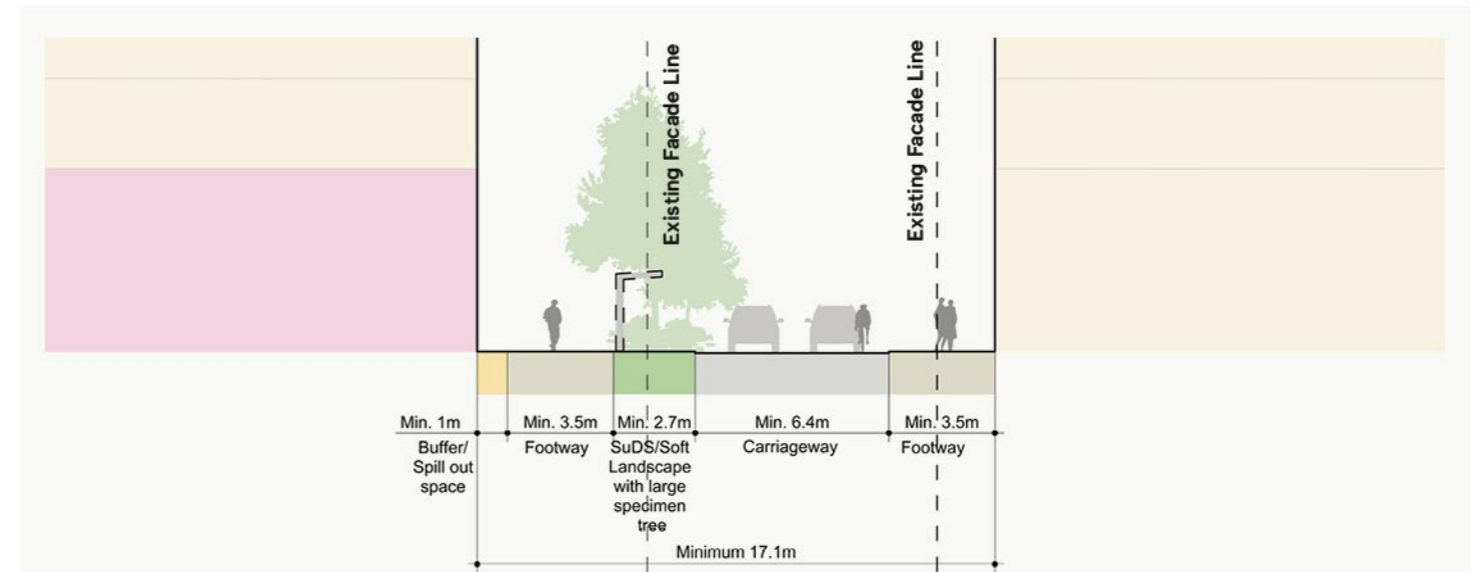 Existing Facade Line
Existing Facade Line
Min. 1m
Min. 3.5m
Min. 2.7m
Min. 6.4m
Min. 3.5m
Buffer/
Spill out
space
Footway
SuDS/Soft
Landscape
with large
specimen
tree
Carriageway
Footway
Minimum 17.1m